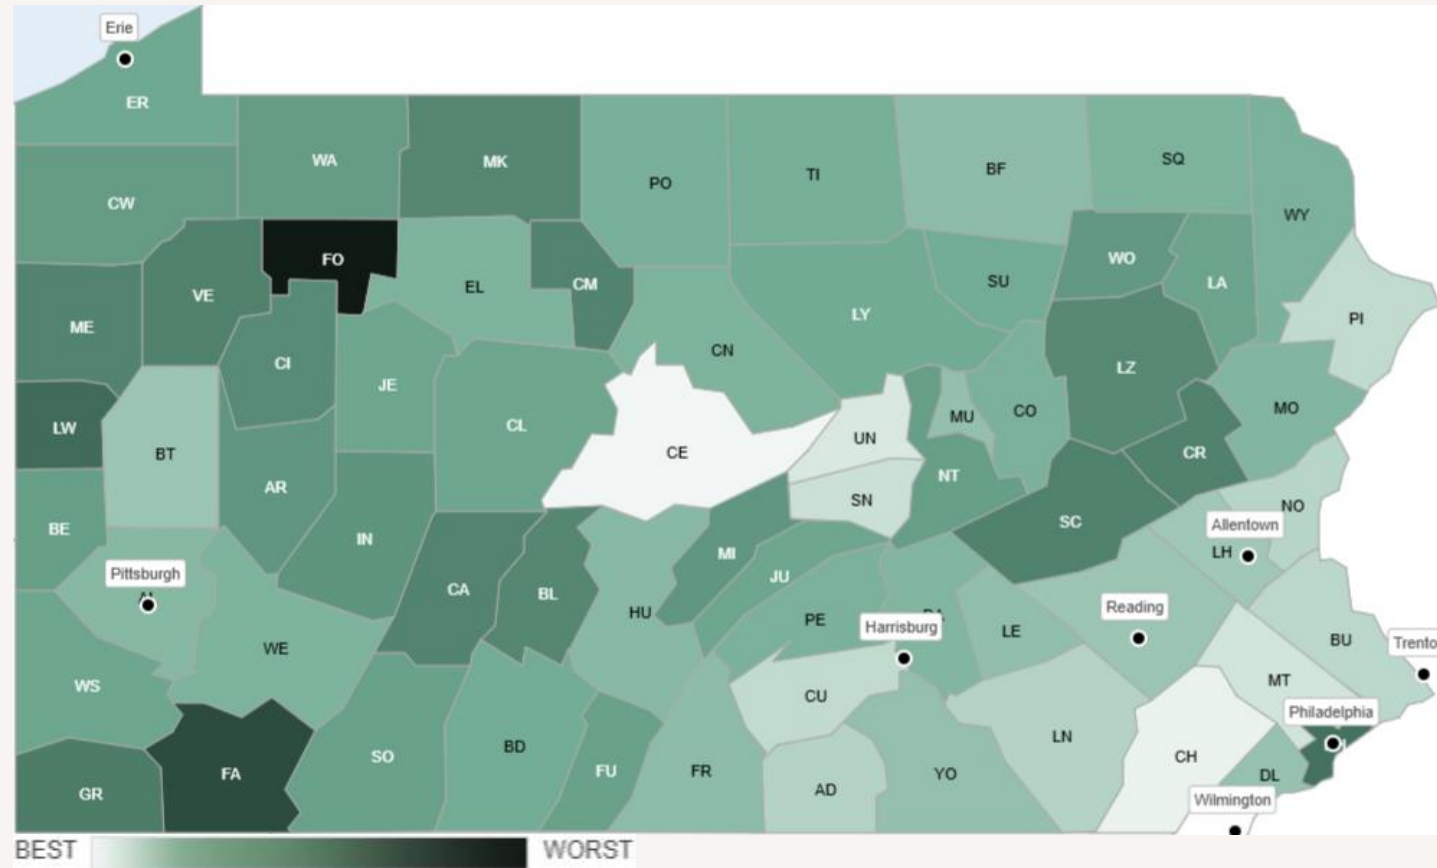 Erie
ER
WA
MK
PO
TI
BF
SQ
CW
WY
FO
VE
EL
CM
SU
WO
LA
ME
LY
PI
CI
JE
CN
LZ
LW
BT
CL
CE
UN
MU
CO
MO
AR
SN
NT
CR
BE
IN
MI
SC
NO
Allentown
LH
Pittsburgh
CA
BL
JU
HU
PE
Harrisburg
LE
Reading
BU
Trento
WE
WS
CU
MT
Philadelphia
SO
BD
FU
FR
LN
CH
FA
GR
AD
YO
DL
Wilmington
BEST
WORST